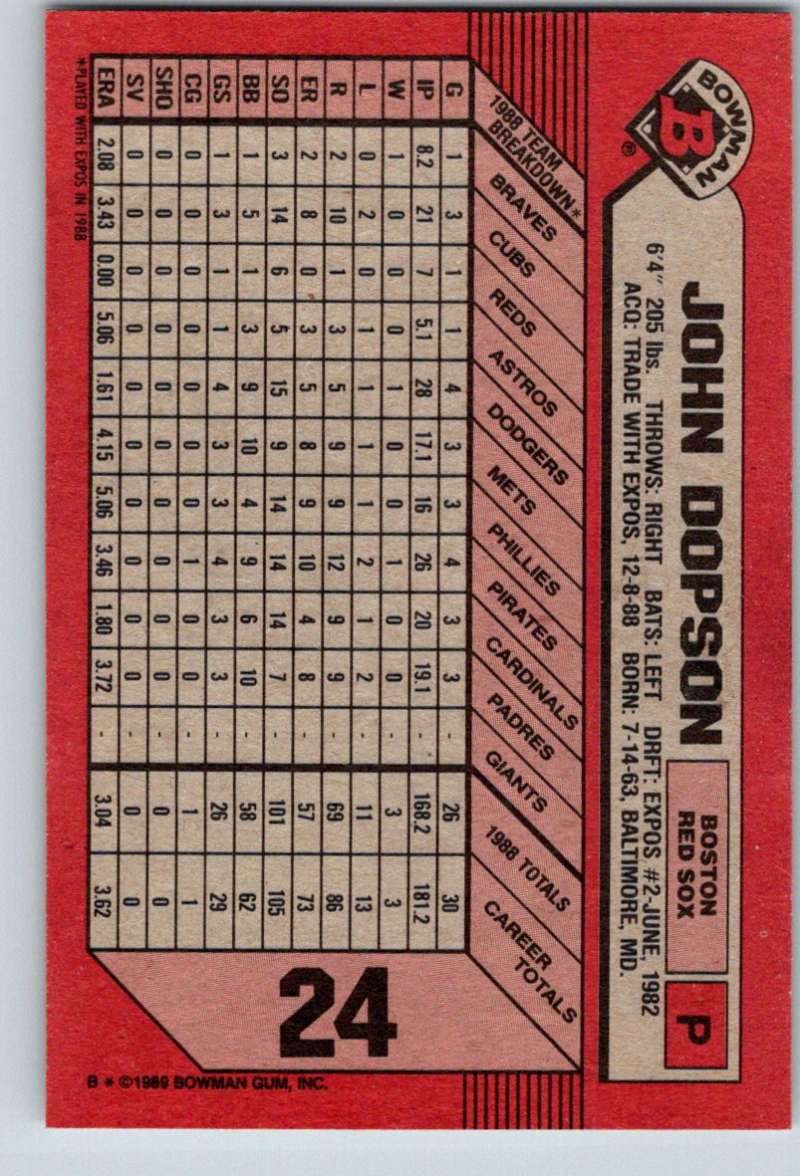 BOWMAN
B
®
JOHN DOPSON
BOSTON
RED SOX
P
6'4" 205 lbs. THROWS: RIGHT BATS: LEFT DRFT: EXPOS #2-JUNE, 1982
ACQ: TRADE WITH EXPOS, 12-8-88 BORN: 7-14-63, BALTIMORE, MD.
1988 TEAM
BREAKDOWN*
BRAVES
CUBS
REDS
ASTROS
DODGERS
METS
PHILLIES
PIRATES
CARDINALS
PADRES
GIANTS
1988 TOTALS
CAREER
TOTALS
G 1 3 1 1 4 3 3 4 3 3 - 26 30
IP 8.2 21 7 5.1 28 17.1 16 26 20 19.1 - 168.2 181.2
W 1 0 0 0 1 0 0 1 0 0 - 3 3
L 0 2 0 1 1 1 1 2 1 2 - 11 13
R 2 10 1 3 5 9 9 12 9 9 - 69 86
ER 2 8 0 3 5 8 9 10 4 8 - 57 73
SO 3 14 6 5 15 9 14 14 14 7 - 101 105
BB 1 5 1 3 9 10 4 9 6 10 - 58 62
GS 1 3 1 1 4 3 3 4 3 3 - 26 29
CG 0 0 0 0 0 0 0 1 0 0 - 1 1
SHO 0 0 0 0 0 0 0 0 0 0 - 0 0
SV 0 0 0 0 0 0 0 0 0 0 - 0 0
ERA 2.08 3.43 0.00 5.06 1.61 4.15 5.06 3.46 1.80 3.72 - 3.04 3.62
24
*PLAYED WITH EXPOS IN 1988
B * ©1989 BOWMAN GUM, INC.